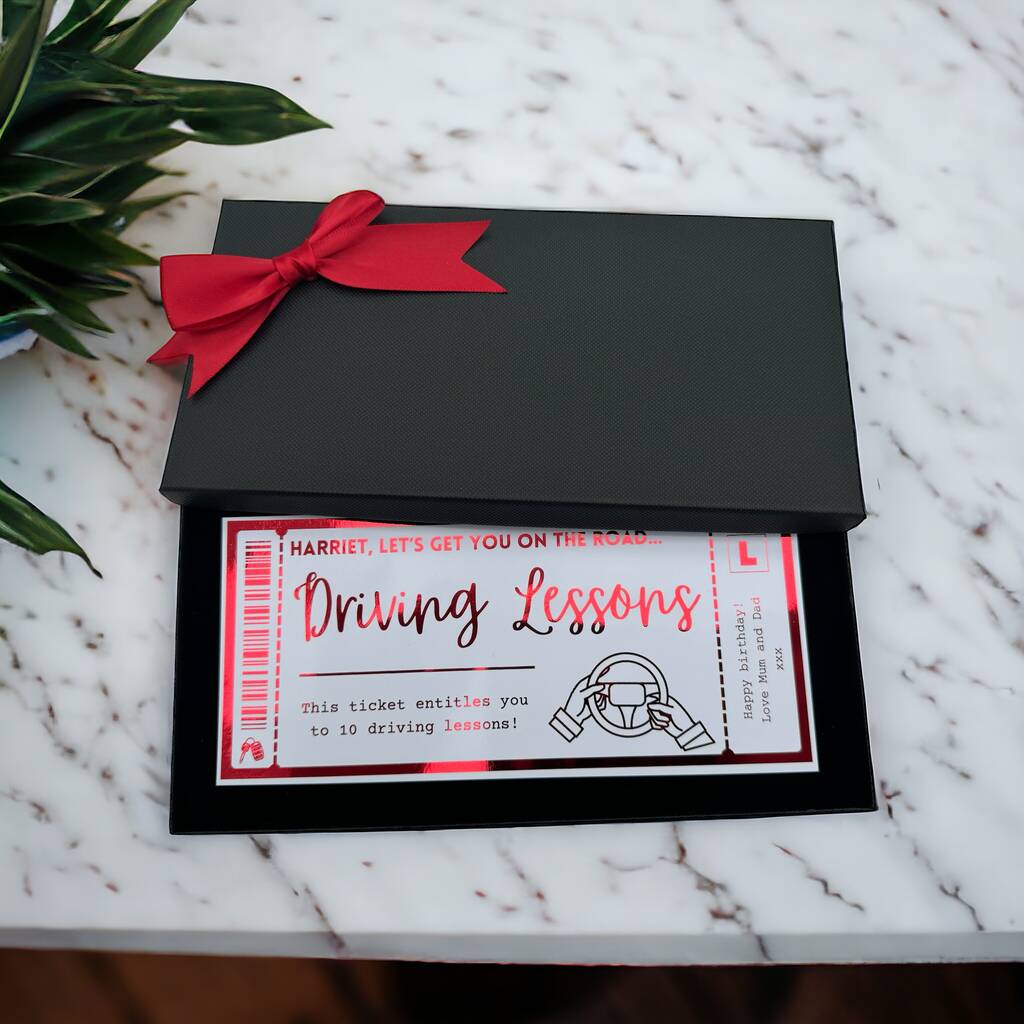 HARRIET, LET'S GET YOU ON THE ROAD...
Driving Lessons
This ticket entitles you
to 10 driving lessons!
L
Happy birthday!
Love Mum and Dad
xxx